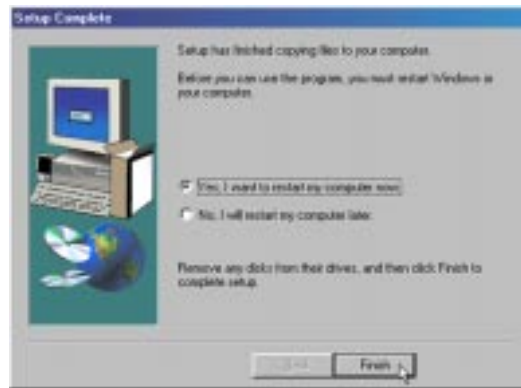 Setup Complete
Setup has finished copying files to your computer.
Before you can use the program, you must restart Windows or
your computer.
Yes, I want to restart my computer now.
No, I will restart my computer later.
Remove any disks from their drives, and then click Finish to
complete setup.
Finish